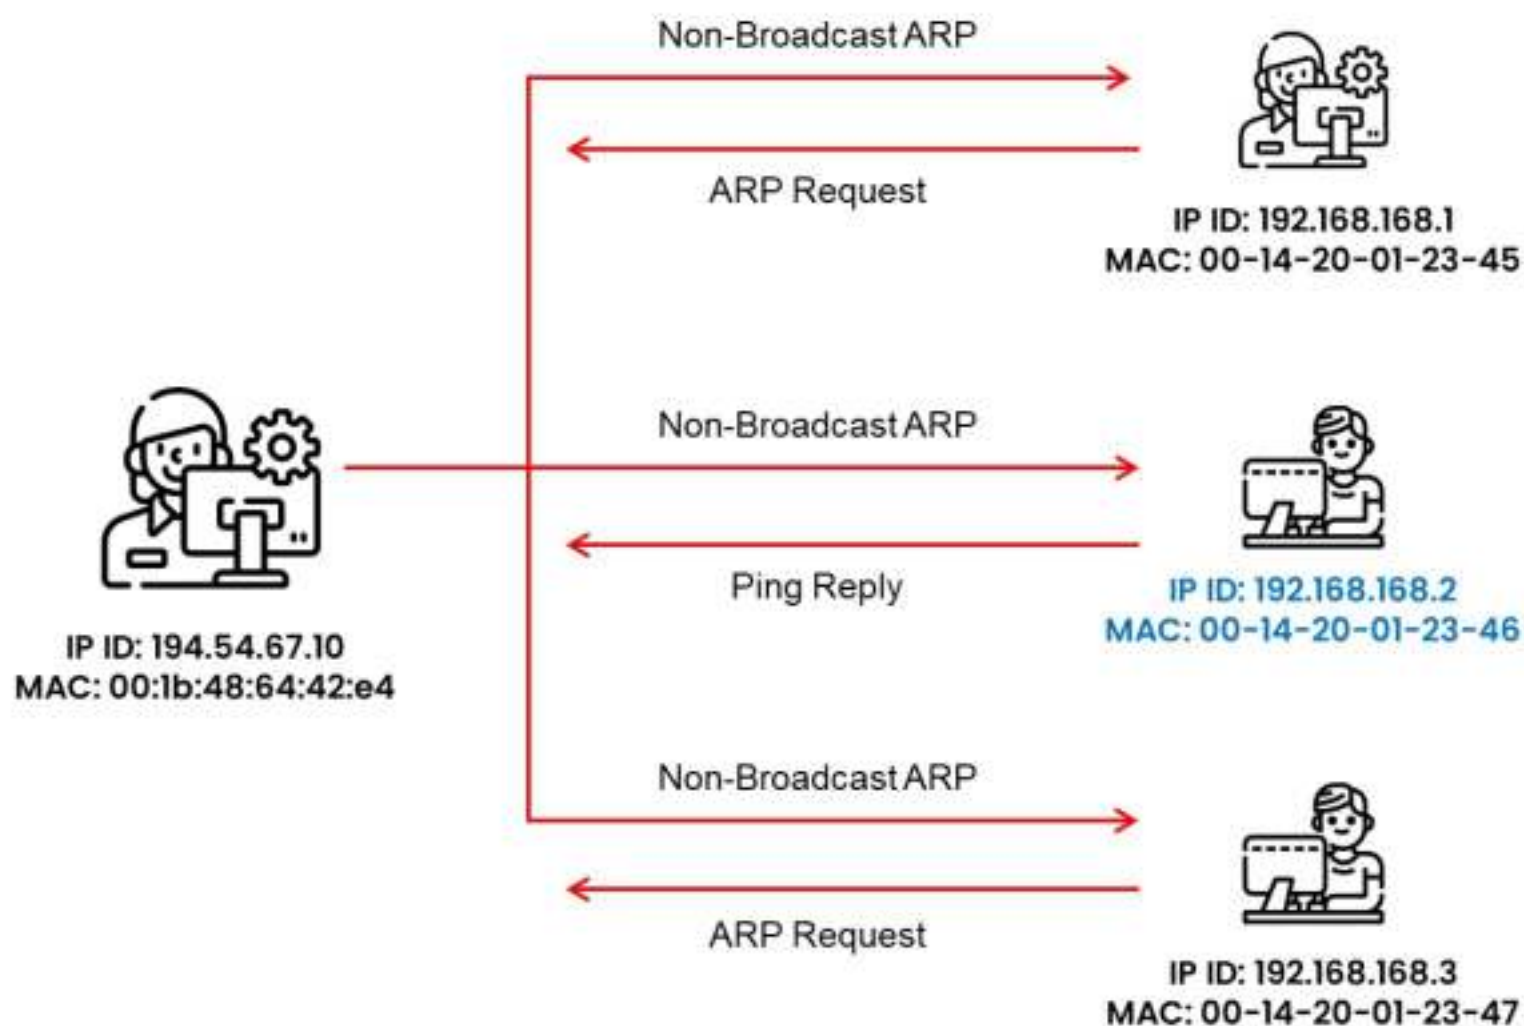 Non-Broadcast ARP
ARP Request
IP ID: 192.168.168.1
MAC: 00-14-20-01-23-45
Non-Broadcast ARP
Ping Reply
IP ID: 192.168.168.2
MAC: 00-14-20-01-23-46
IP ID: 194.54.67.10
MAC: 00:1b:48:64:42:e4
Non-Broadcast ARP
ARP Request
IP ID: 192.168.168.3
MAC: 00-14-20-01-23-47